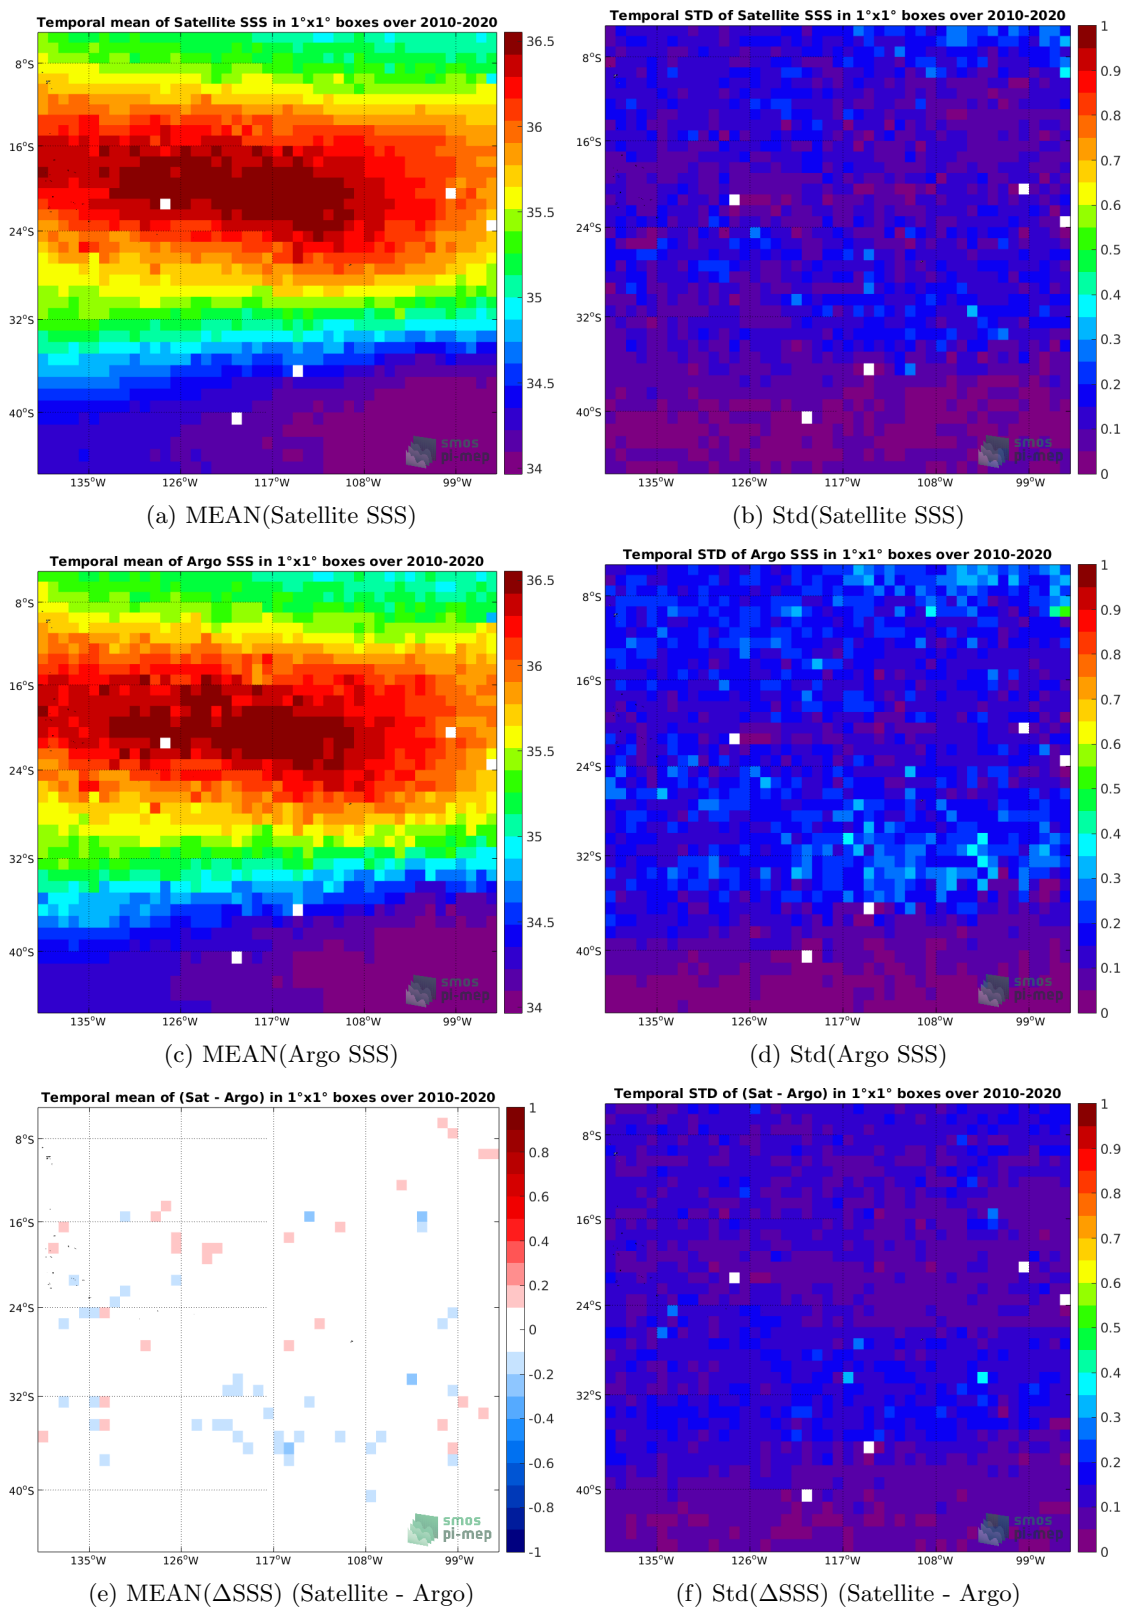 Temporal mean of Satellite SSS in 1°x1° boxes over 2010-2020
8°S
16°S
24°S
32°S
40°S
135°W 126°W 117°W 108°W 99°W
36.5
36
35.5
35
34.5
34
smos
pi-mep
(a) MEAN(Satellite SSS)
Temporal STD of Satellite SSS in 1°x1° boxes over 2010-2020
8°S
16°S
24°S
32°S
40°S
135°W 126°W 117°W 108°W 99°W
1
0.9
0.8
0.7
0.6
0.5
0.4
0.3
0.2
0.1
0
smos
pi-mep
(b) Std(Satellite SSS)
Temporal mean of Argo SSS in 1°x1° boxes over 2010-2020
8°S
16°S
24°S
32°S
40°S
135°W 126°W 117°W 108°W 99°W
36.5
36
35.5
35
34.5
34
smos
pi-mep
(c) MEAN(Argo SSS)
Temporal STD of Argo SSS in 1°x1° boxes over 2010-2020
8°S
16°S
24°S
32°S
40°S
135°W 126°W 117°W 108°W 99°W
1
0.9
0.8
0.7
0.6
0.5
0.4
0.3
0.2
0.1
0
smos
pi-mep
(d) Std(Argo SSS)
Temporal mean of (Sat - Argo) in 1°x1° boxes over 2010-2020
8°S
16°S
24°S
32°S
40°S
135°W 126°W 117°W 108°W 99°W
1
0.8
0.6
0.4
0.2
0
-0.2
-0.4
-0.6
-0.8
-1
smos
pi-mep
(e) MEAN(ΔSSS) (Satellite - Argo)
Temporal STD of (Sat - Argo) in 1°x1° boxes over 2010-2020
8°S
16°S
24°S
32°S
40°S
135°W 126°W 117°W 108°W 99°W
1
0.9
0.8
0.7
0.6
0.5
0.4
0.3
0.2
0.1
0
smos
pi-mep
(f) Std(ΔSSS) (Satellite - Argo)